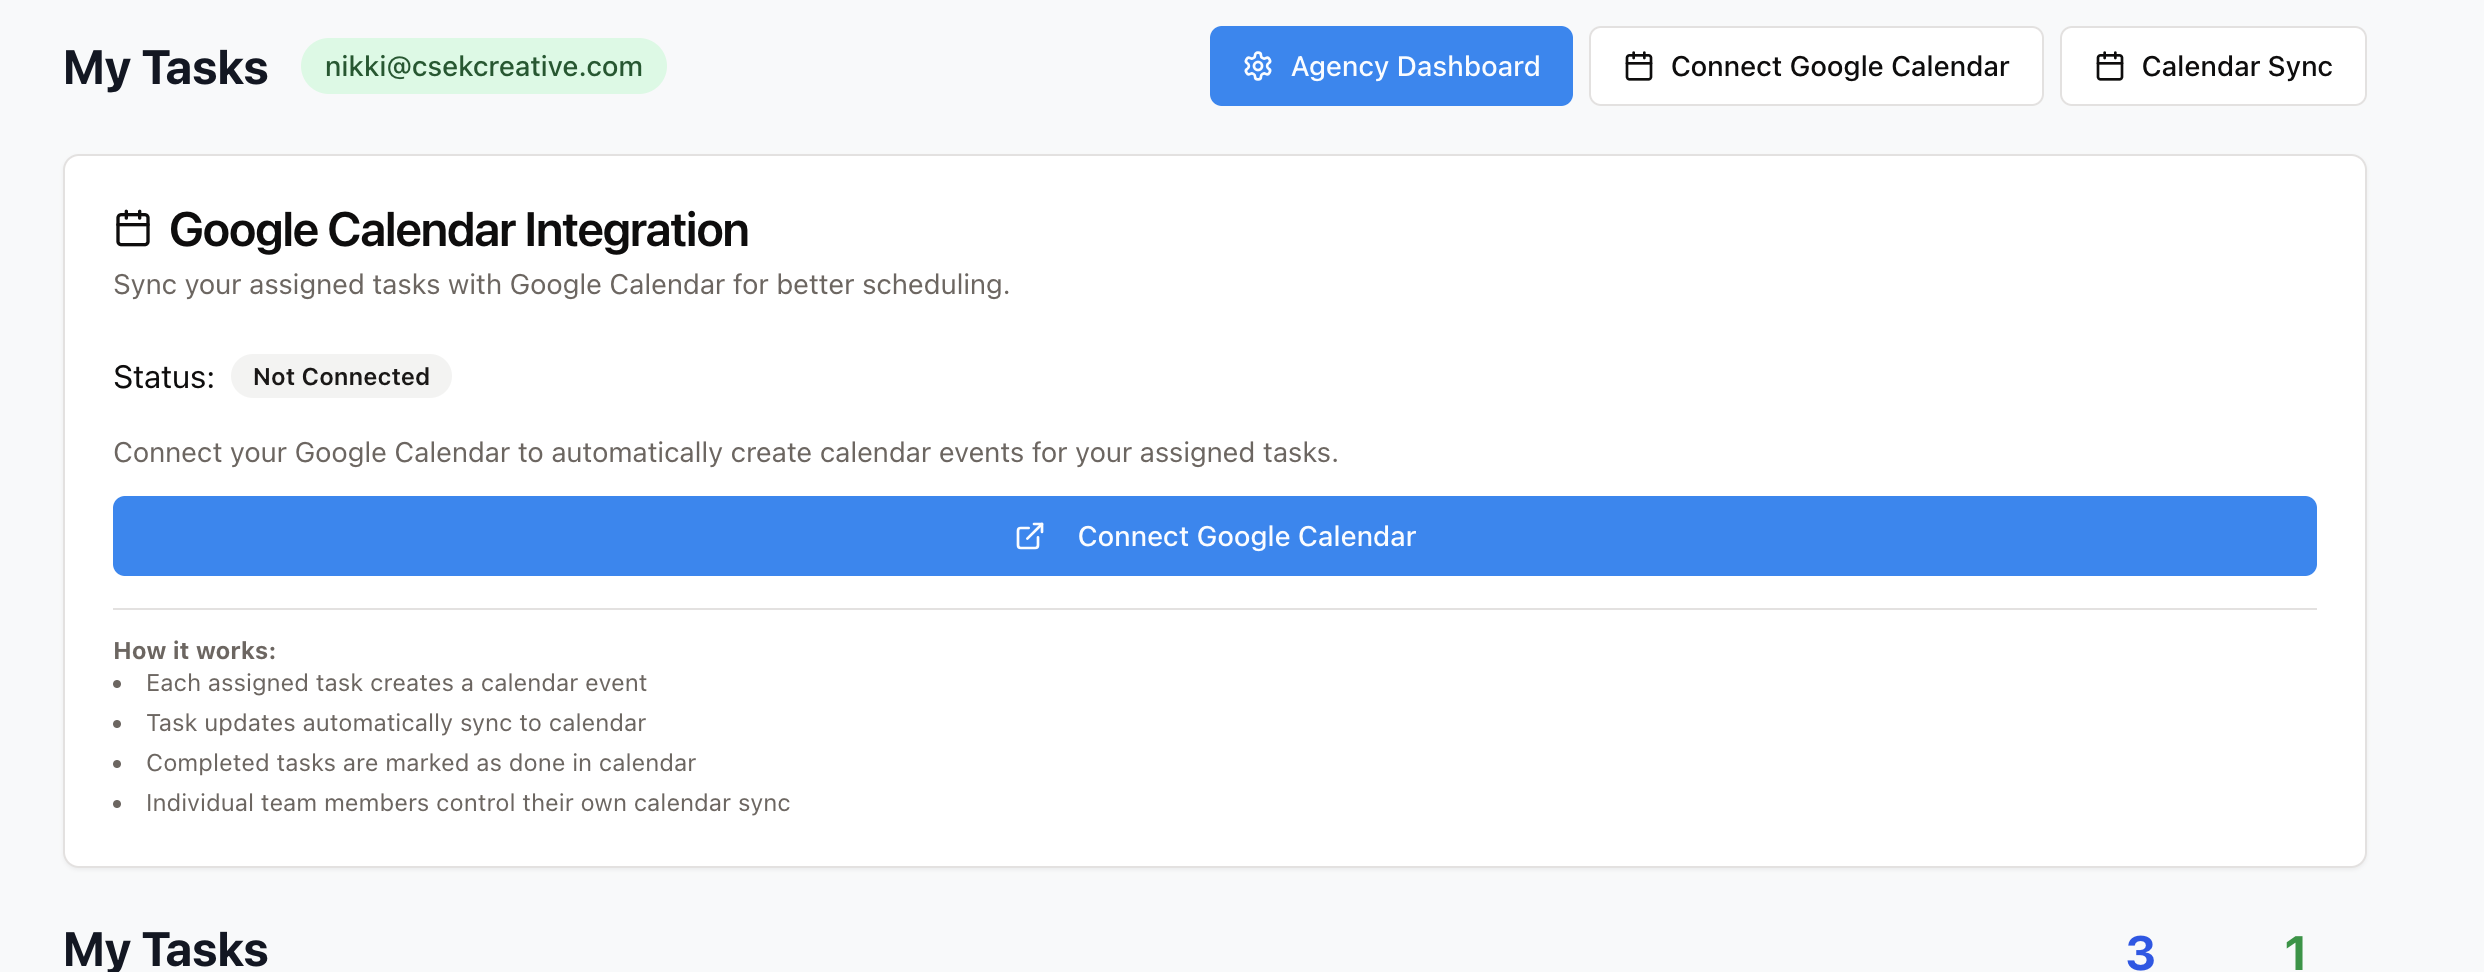 My Tasks
nikki@csekcreative.com
Agency Dashboard
Connect Google Calendar
Calendar Sync
Google Calendar Integration
Sync your assigned tasks with Google Calendar for better scheduling.
Status: Not Connected
Connect your Google Calendar to automatically create calendar events for your assigned tasks.
Connect Google Calendar
How it works:
• Each assigned task creates a calendar event
• Task updates automatically sync to calendar
• Completed tasks are marked as done in calendar
• Individual team members control their own calendar sync
My Tasks
3
1